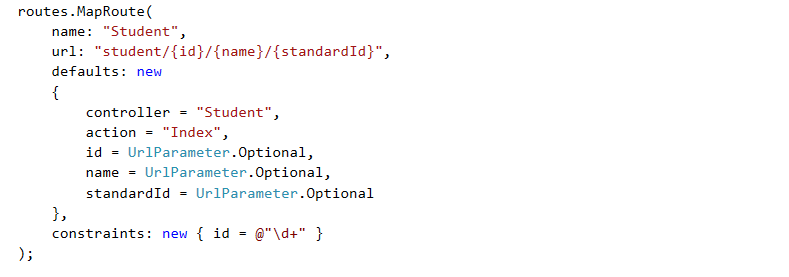 routes.MapRoute(
    name: "Student",
    url: "student/{id}/{name}/{standardId}",
    defaults: new
    {
        controller = "Student",
        action = "Index",
        id = UrlParameter.Optional,
        name = UrlParameter.Optional,
        standardId = UrlParameter.Optional
    },
    constraints: new { id = @"\d+" }
);